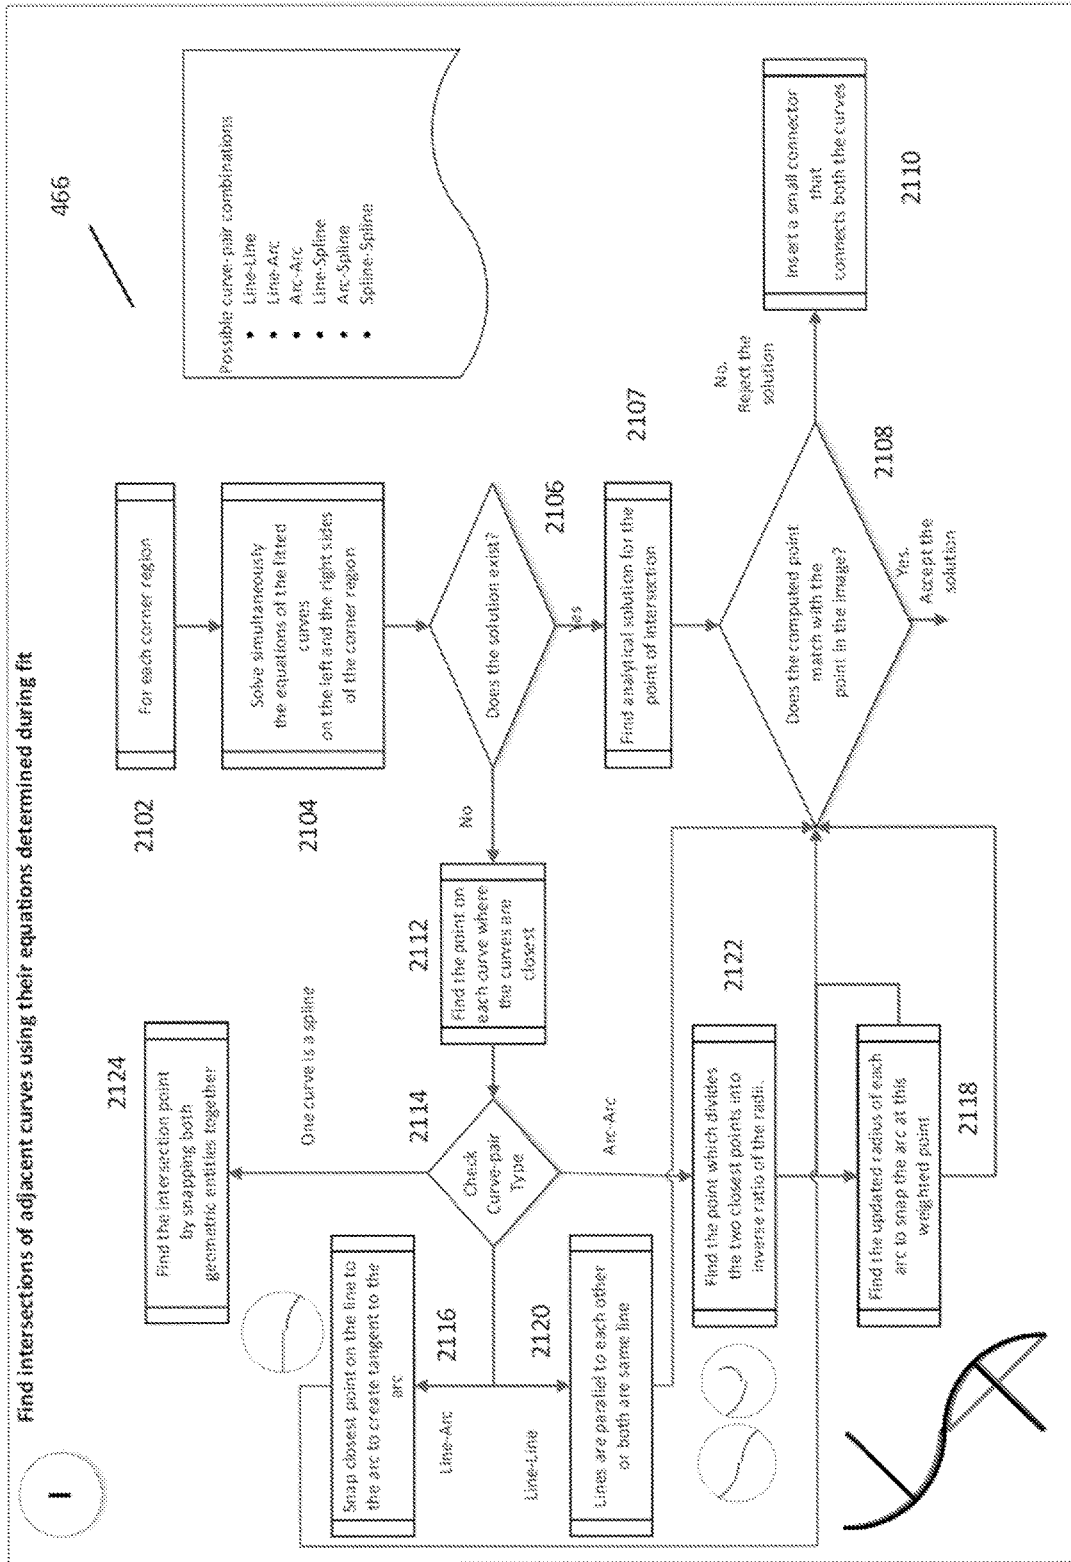 Find intersections of adjacent curves using their equations determined during fit
I
466
Possible curve-pair combinations
• Line-Line
• Line-Arc
• Arc-Arc
• Line-Spline
• Arc-Spline
• Spline-Spline
For each corner region
2102
Solve simultaneously
the equations of the fitted
curves
on the left and the right sides
of the corner region
2104
Does the solution exist?
2106
Yes
No
Find analytical solution for the
point of intersection
2107
Does the computed point
match with the
point in the image?
2108
No.
Reject the
solution
Yes.
Accept the
solution
Insert a small connector
that
connects both the curves
2110
Find the point on
each curve where
the curves are
closest
2112
Check
Curve-pair
Type
2114
One curve is a spline
Find the intersection point
by snapping both
geometric entities together
2124
Line-Arc
Snap closest point on the line to
the arc to create tangent to the
arc
2116
Line-Line
Lines are parallel to each other
or both are same line
2120
Arc-Arc
Find the point which divides
the two closest points into
inverse ratio of the radii.
2122
Find the updated radius of each
arc to snap the arc at this
weighted point
2118